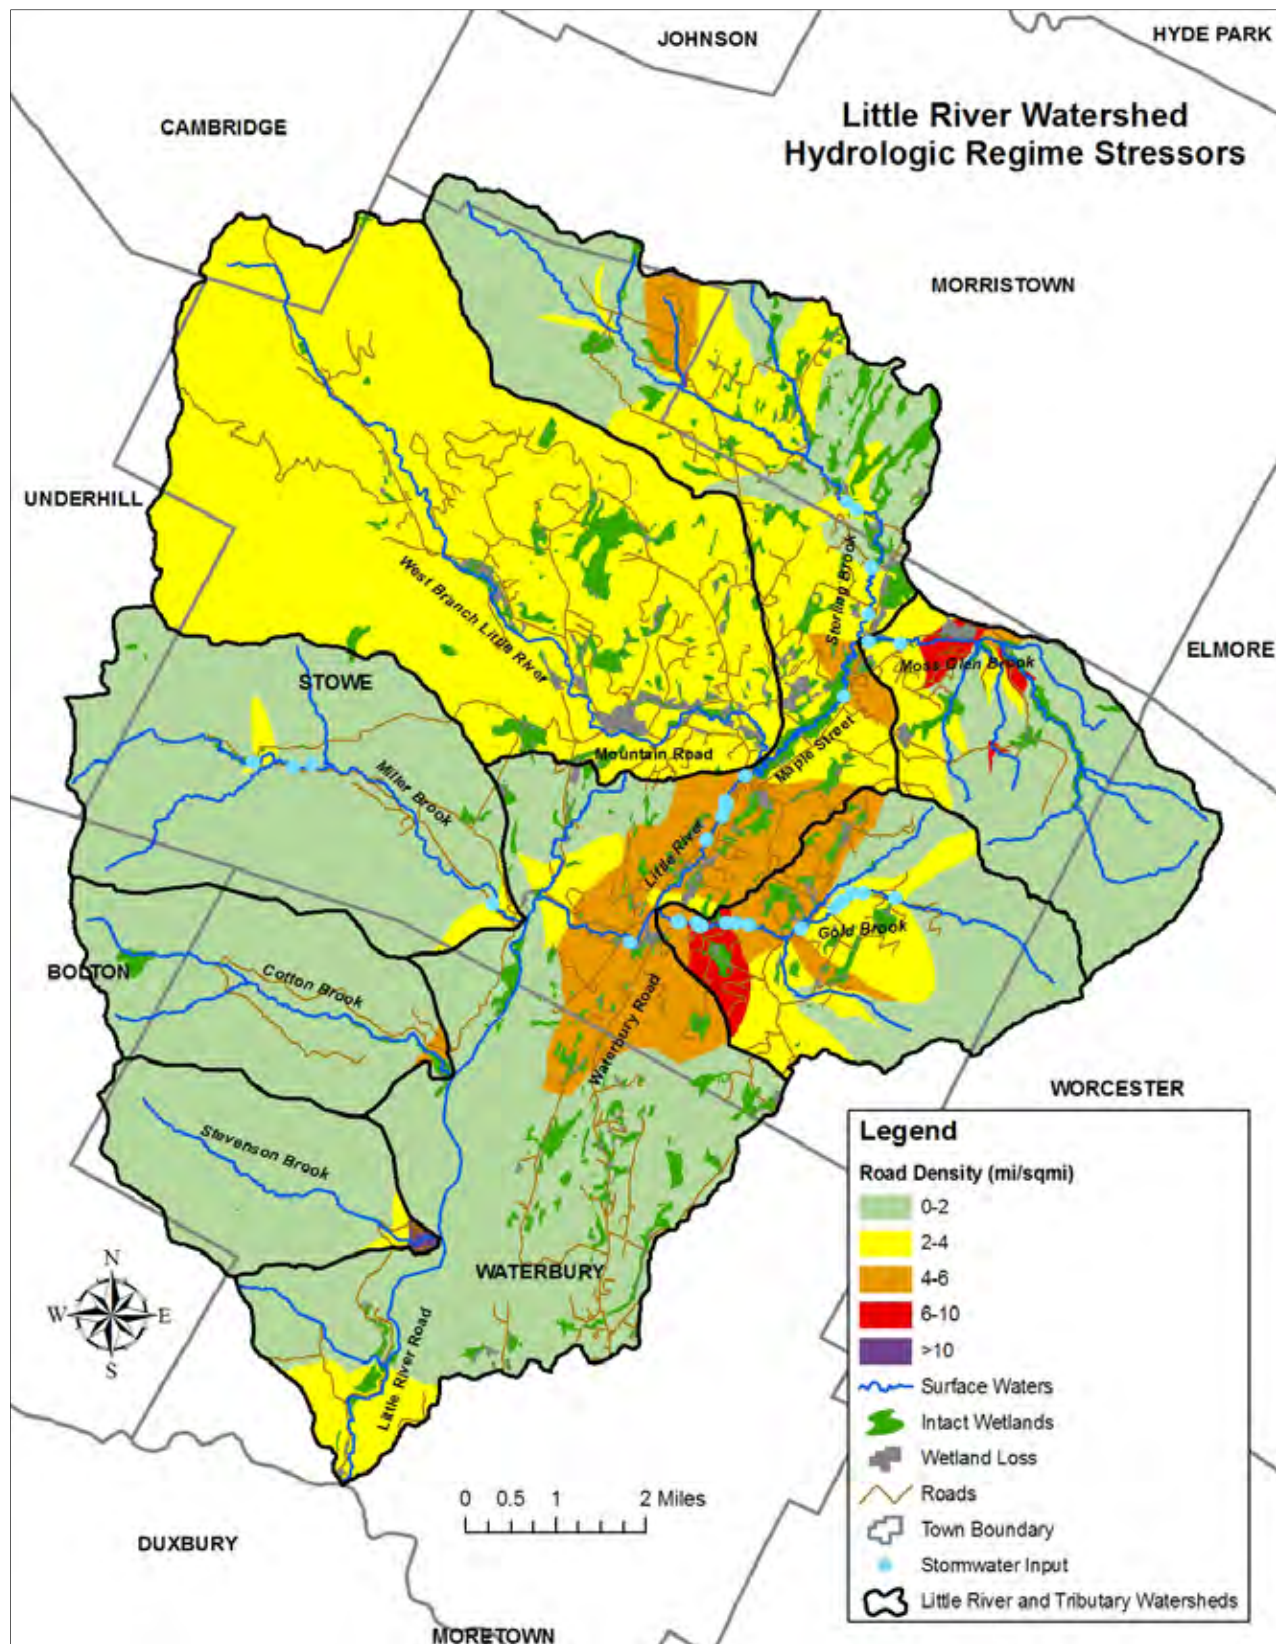 JOHNSON
HYDE PARK
CAMBRIDGE
Little River Watershed
Hydrologic Regime Stressors
MORRISTOWN
UNDERHILL
West Branch Little River
Sterling Brook
Moss Glen Brook
ELMORE
STOWE
Mountain Road
Maple Street
Miller Brook
Little River
Gold Brook
BOLTON
Cotton Brook
Waterbury Road
WORCESTER
Stevenson Brook
WATERBURY
N
W E
S
Little River Road
0 0.5 1 2 Miles
DUXBURY
MORETOWN
Legend
Road Density (mi/sqmi)
0-2
2-4
4-6
6-10
>10
Surface Waters
Intact Wetlands
Wetland Loss
Roads
Town Boundary
Stormwater Input
Little River and Tributary Watersheds